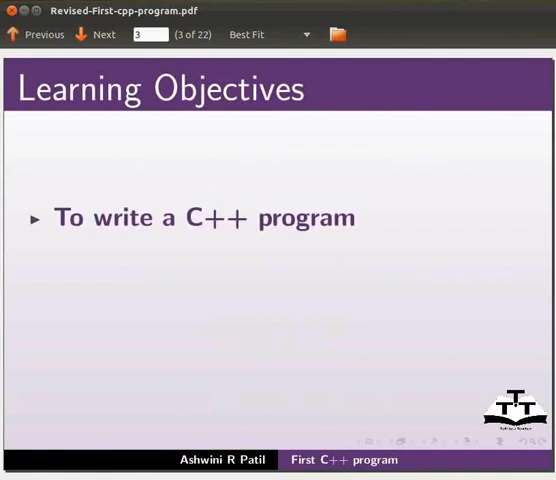 Revised-First-cpp-program.pdf
Previous Next 3 (3 of 22) Best Fit
Learning Objectives
To write a C++ program
Ashwini R Patil First C++ program